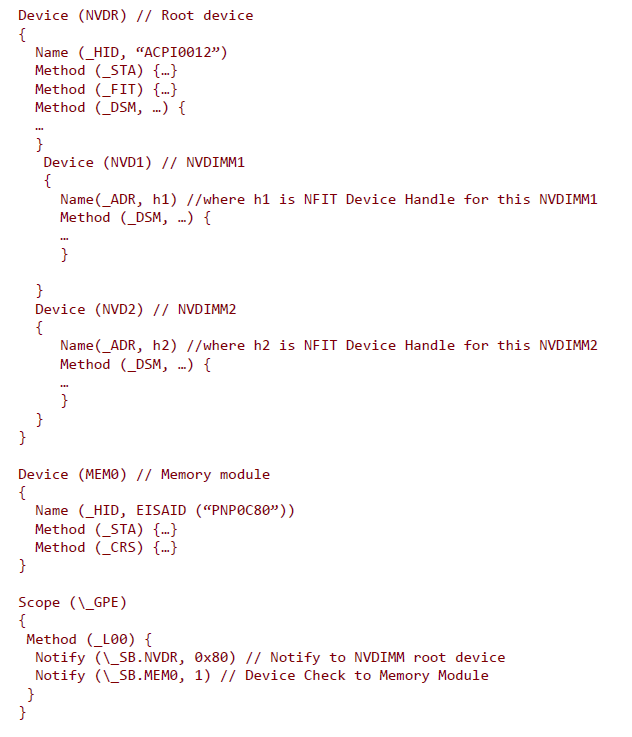 Device (NVDR) // Root device
{
  Name (_HID, “ACPI0012”)
  Method (_STA) {…}
  Method (_FIT) {…}
  Method (_DSM, …) {
  …
  }
   Device (NVD1) // NVDIMM1
   {
     Name(_ADR, h1) //where h1 is NFIT Device Handle for this NVDIMM1
     Method (_DSM, …) {
     …
     }
  }
  Device (NVD2) // NVDIMM2
  {
     Name(_ADR, h2) //where h2 is NFIT Device Handle for this NVDIMM2
     Method (_DSM, …) {
     …
     }
  }
}
Device (MEM0) // Memory module
{
  Name (_HID, EISAID (“PNP0C80”))
  Method (_STA) {…}
  Method (_CRS) {…}
}
Scope (\_GPE)
{
 Method (_L00) {
  Notify (\_SB.NVDR, 0x80) // Notify to NVDIMM root device
  Notify (\_SB.MEM0, 1) // Device Check to Memory Module
 }
}